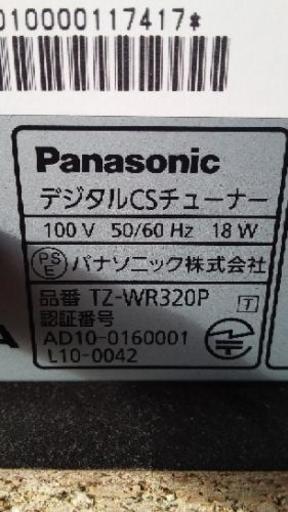 010000117417*
Panasonic
デジタルCSチューナー
100 V 50/60 Hz 18 W
PSE パナソニック株式会社
品番 TZ-WR320P T
認証番号
AD10-0160001
L10-0042
A